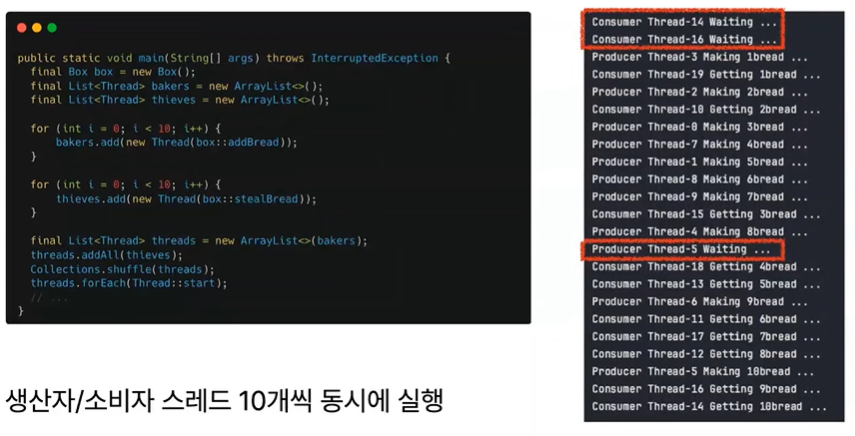 public static void main(String[] args) throws InterruptedException {
final Box box = new Box();
final List<Thread> bakers = new ArrayList<>();
final List<Thread> thieves = new ArrayList<>();
for (int i = 0; i < 10; i++) {
bakers.add(new Thread(box::addBread));
}
for (int i = 0; i < 10; i++) {
thieves.add(new Thread(box::stealBread));
}
final List<Thread> threads = new ArrayList<>(bakers);
threads.addAll(thieves);
Collections.shuffle(threads);
threads.forEach(Thread::start);
// ...
}
생산자/소비자 스레드 10개씩 동시에 실행
Consumer Thread-14 Waiting ...
Consumer Thread-16 Waiting ...
Producer Thread-3 Making 1bread ...
Consumer Thread-19 Getting 1bread ...
Producer Thread-2 Making 2bread ...
Consumer Thread-10 Getting 2bread ...
Producer Thread-0 Making 3bread ...
Producer Thread-7 Making 4bread ...
Producer Thread-1 Making 5bread ...
Producer Thread-8 Making 6bread ...
Producer Thread-9 Making 7bread ...
Consumer Thread-15 Getting 3bread ...
Producer Thread-4 Making 8bread ...
Producer Thread-5 Waiting ...
Consumer Thread-18 Getting 4bread ...
Consumer Thread-13 Getting 5bread ...
Producer Thread-6 Making 9bread ...
Consumer Thread-11 Getting 6bread ...
Consumer Thread-17 Getting 7bread ...
Consumer Thread-12 Getting 8bread ...
Producer Thread-5 Making 10bread ...
Consumer Thread-16 Getting 9bread ...
Consumer Thread-14 Getting 10bread ...